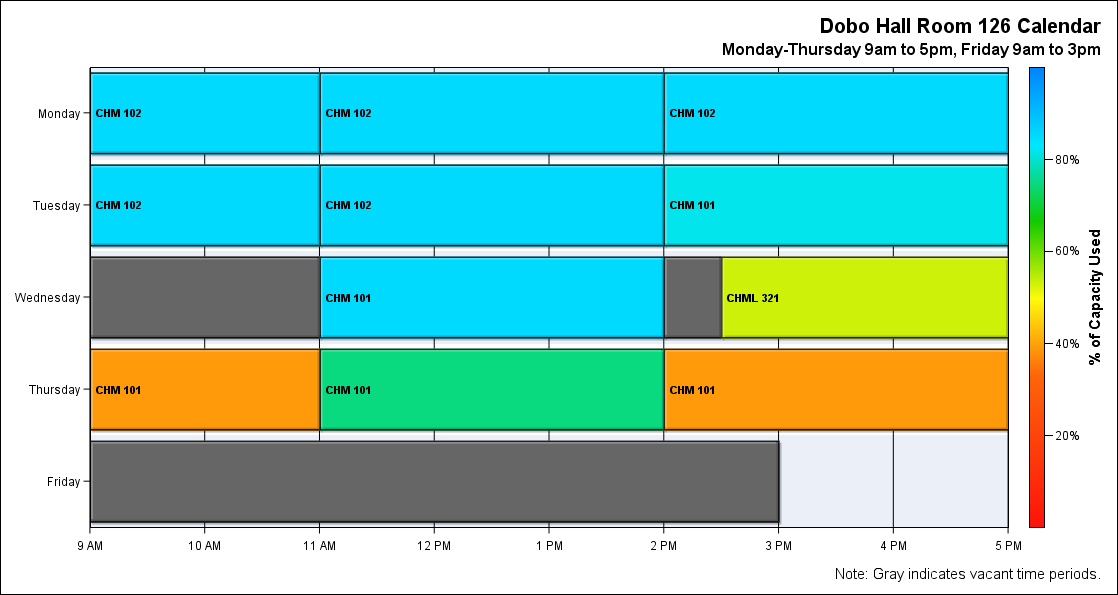 Dobo Hall Room 126 Calendar
Monday-Thursday 9am to 5pm, Friday 9am to 3pm
Monday
CHM 102
CHM 102
CHM 102
Tuesday
CHM 102
CHM 102
CHM 101
Wednesday
CHM 101
CHML 321
Thursday
CHM 101
CHM 101
CHM 101
Friday
9 AM
10 AM
11 AM
12 PM
1 PM
2 PM
3 PM
4 PM
5 PM
80%
60%
40%
20%
% of Capacity Used
Note: Gray indicates vacant time periods.